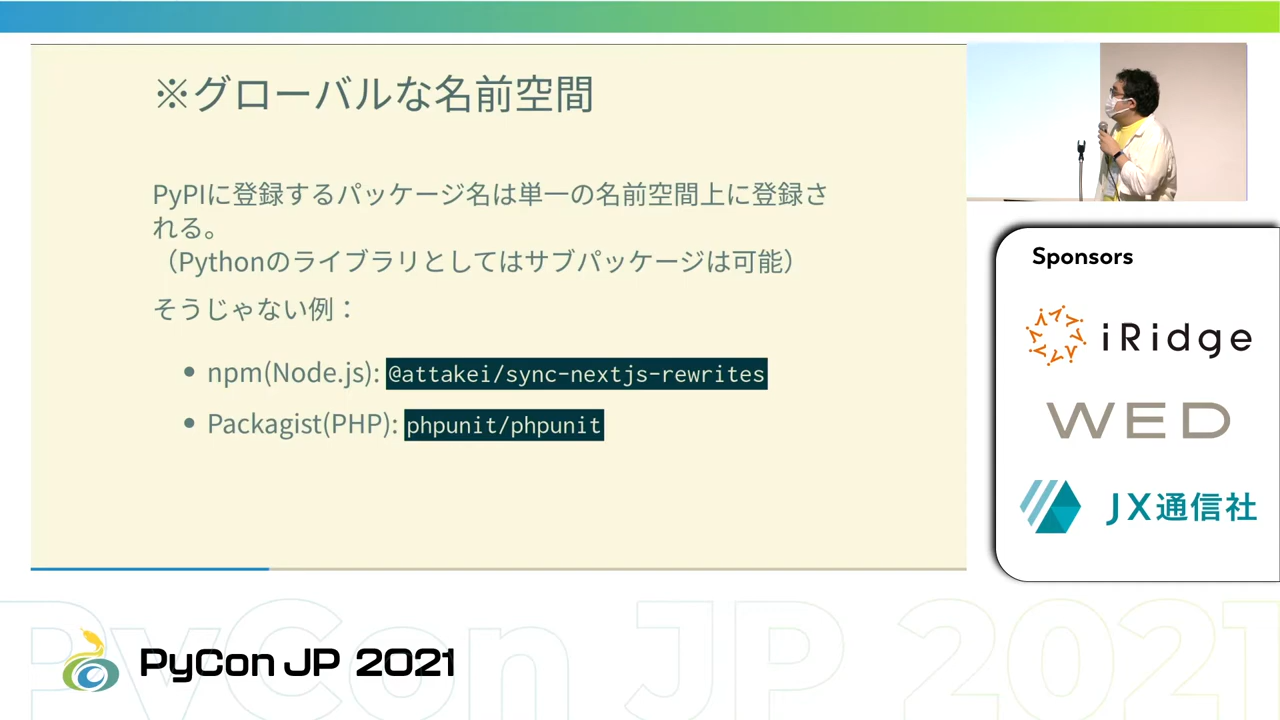 ※グローバルな名前空間
PyPIに登録するパッケージ名は単一の名前空間上に登録さ
れる。
（Pythonのライブラリとしてはサブパッケージは可能）
そうじゃない例：
npm(Node.js): @attakei/sync-nextjs-rewrites
Packagist(PHP): phpunit/phpunit
Sponsors
iRidge
WED
JX通信社
PyCon JP 2021
PyCon JP 2021